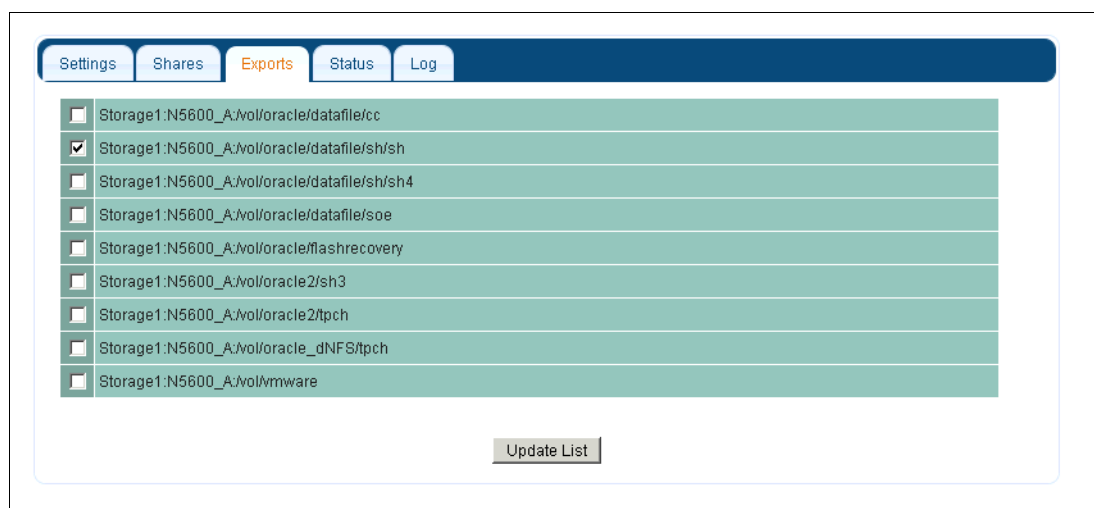 Settings Shares Exports Status Log
Storage1:N5600_A:/vol/oracle/datafile/cc
Storage1:N5600_A:/vol/oracle/datafile/sh/sh
Storage1:N5600_A:/vol/oracle/datafile/sh/sh4
Storage1:N5600_A:/vol/oracle/datafile/soe
Storage1:N5600_A:/vol/oracle/flashrecovery
Storage1:N5600_A:/vol/oracle2/sh3
Storage1:N5600_A:/vol/oracle2/tpch
Storage1:N5600_A:/vol/oracle_dNFS/tpch
Storage1:N5600_A:/vol/vmware
Update List